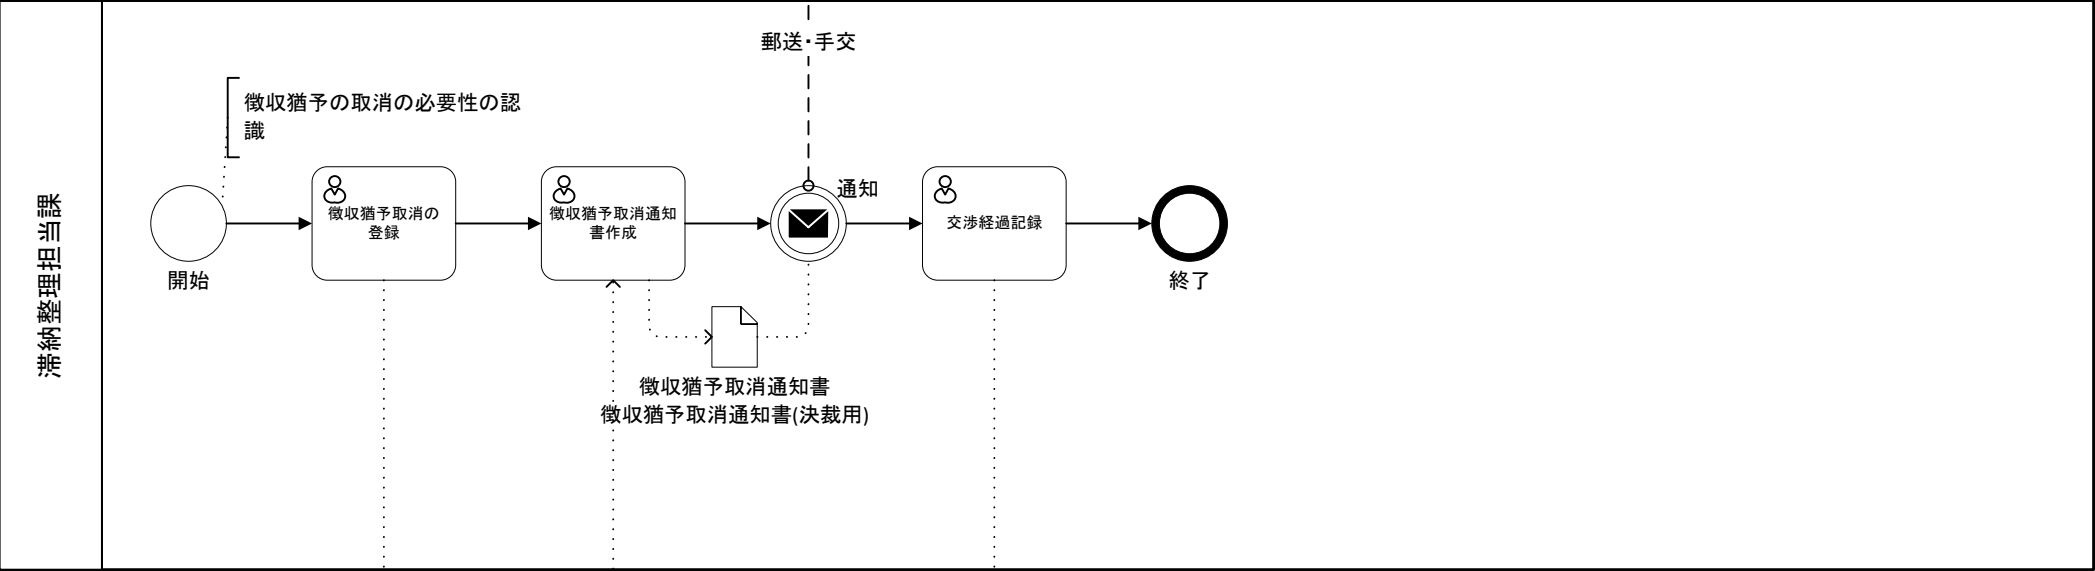 滞納整理担当課
郵送・手交
徴収猶予の取消の必要性の認
識
開始
徴収猶予取消の
登録
徴収猶予取消通知
書作成
通知
交渉経過記録
終了
徴収猶予取消通知書
徴収猶予取消通知書(決裁用)